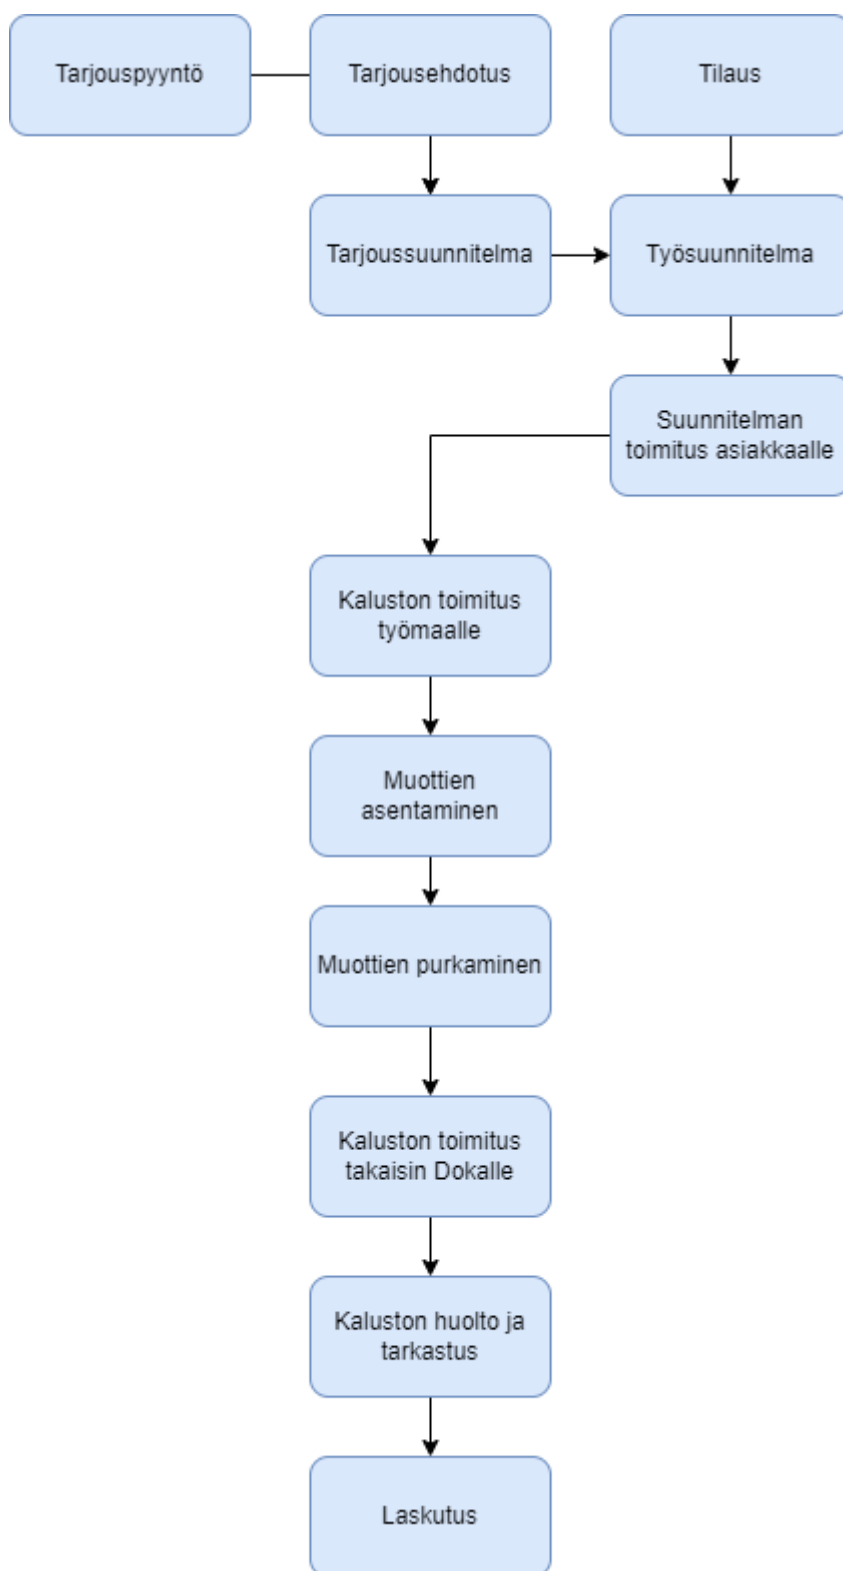 Tarjouspyyntö
Tarjousehdotus
Tilaus
Tarjoussuunnitelma
Työsuunnitelma
Suunnitelman
toimitus asiakkaalle
Kaluston toimitus
työmaalle
Muottien
asentaminen
Muottien purkaminen
Kaluston toimitus
takaisin Dokalle
Kaluston huolto ja
tarkastus
Laskutus